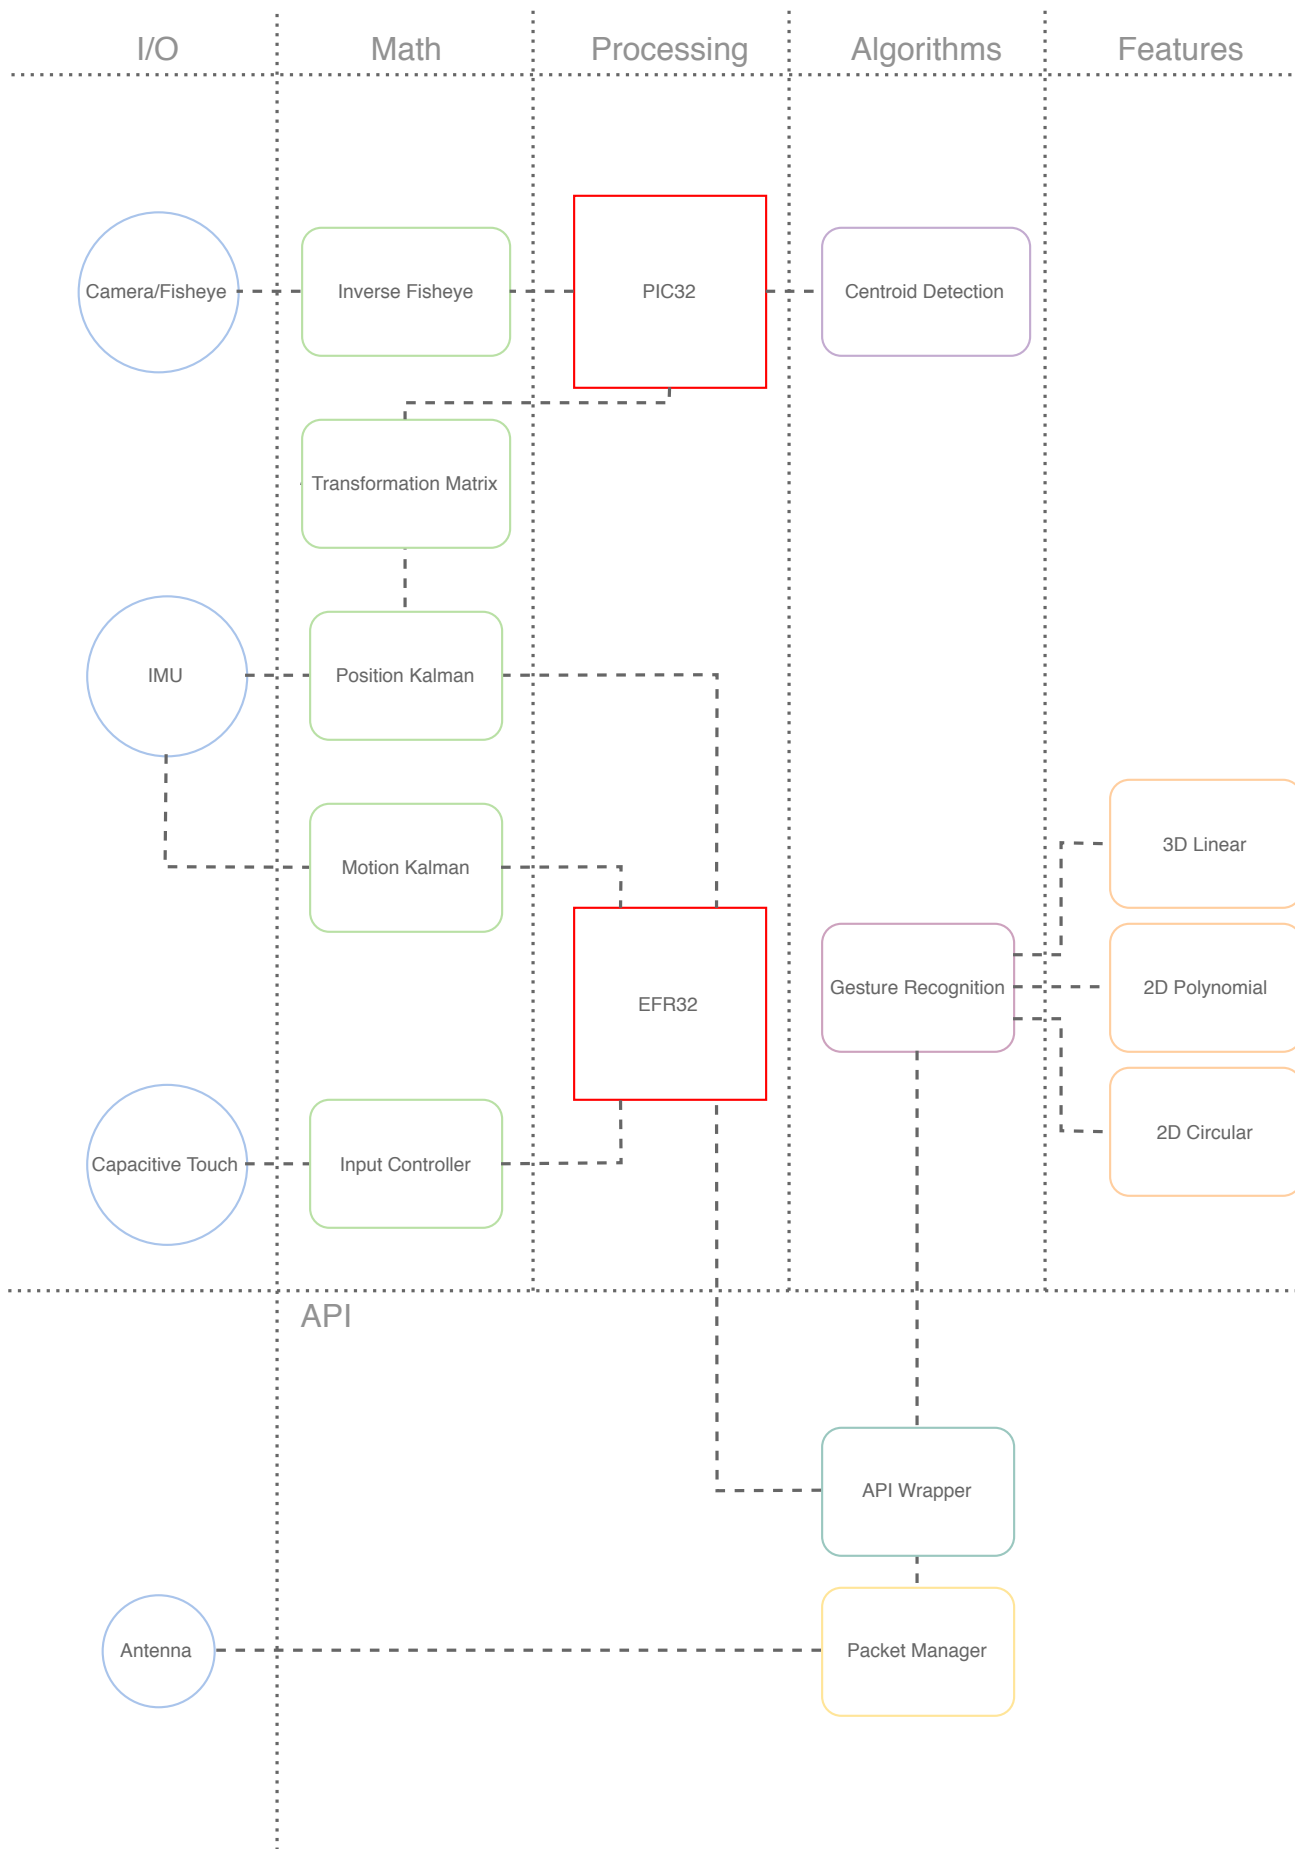 I/O
Math
Processing
Algorithms
Features
Camera/Fisheye
Inverse Fisheye
PIC32
Centroid Detection
Transformation Matrix
IMU
Position Kalman
Motion Kalman
3D Linear
EFR32
Gesture Recognition
2D Polynomial
2D Circular
Capacitive Touch
Input Controller
API
API Wrapper
Antenna
Packet Manager